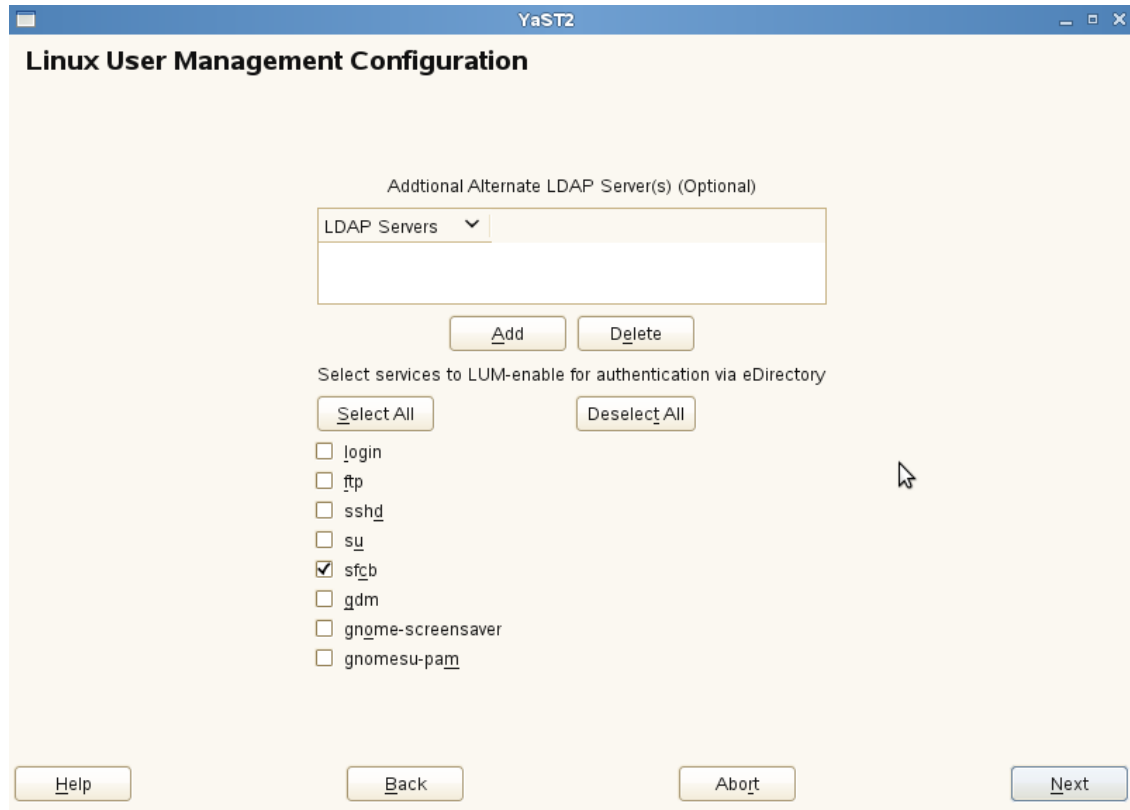 YaST2
Linux User Management Configuration
Addtional Alternate LDAP Server(s) (Optional)
LDAP Servers
Add Delete
Select services to LUM-enable for authentication via eDirectory
Select All Deselect All
login
ftp
sshd
su
sfcb
gdm
gnome-screensaver
gnomesu-pam
Help Back Abort Next